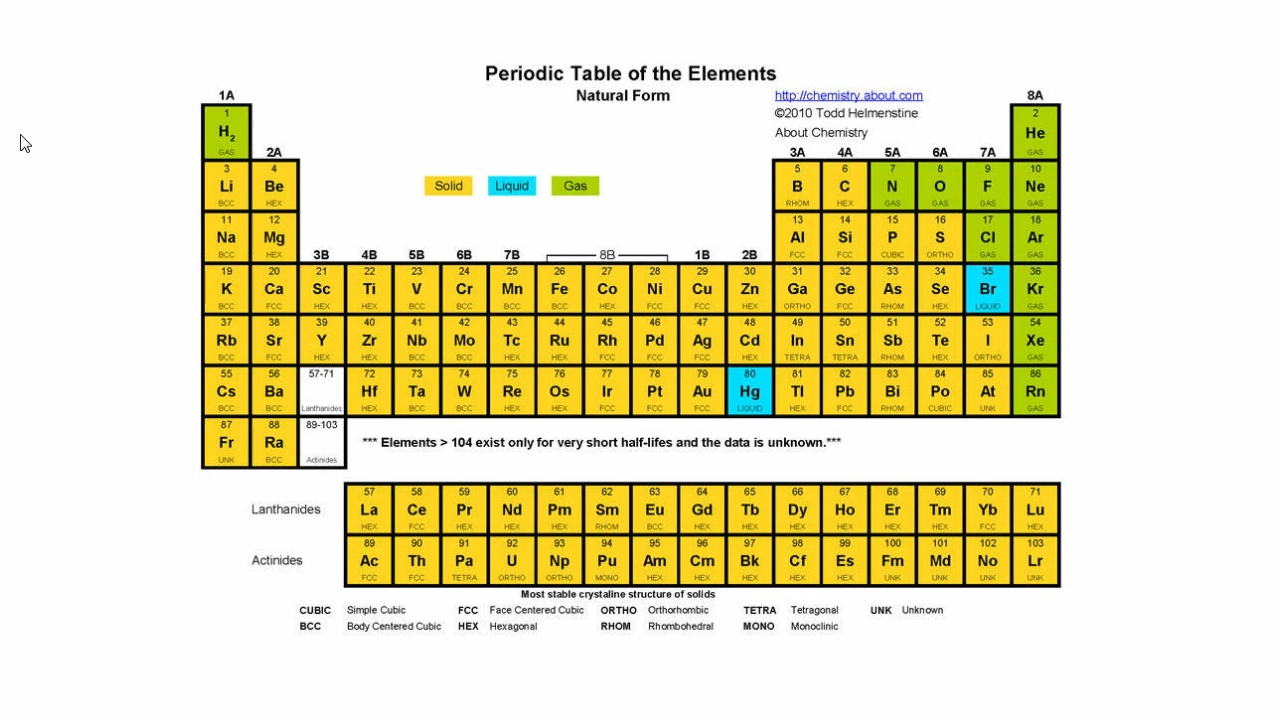 Periodic Table of the Elements
1A Natural Form http://chemistry.about.com 8A
1 ©2010 Todd Helmenstine 2
H2 About Chemistry He
GAS 2A 3A 4A 5A 6A 7A GAS
3 4 5 6 7 8 9 10
Li Be Solid Liquid Gas B C N O F Ne
BCC HEX RHOM HEX GAS GAS GAS GAS
11 12 13 14 15 16 17 18
Na Mg Al Si P S Cl Ar
BCC HEX 3B 4B 5B 6B 7B 8B 1B 2B FCC FCC CUBIC ORTHO GAS GAS
19 20 21 22 23 24 25 26 27 28 29 30 31 32 33 34 35 36
K Ca Sc Ti V Cr Mn Fe Co Ni Cu Zn Ga Ge As Se Br Kr
BCC FCC HEX HEX BCC BCC BCC BCC HEX FCC FCC HEX ORTHO FCC RHOM HEX LIQUID GAS
37 38 39 40 41 42 43 44 45 46 47 48 49 50 51 52 53 54
Rb Sr Y Zr Nb Mo Tc Ru Rh Pd Ag Cd In Sn Sb Te I Xe
BCC FCC HEX HEX BCC BCC HEX HEX FCC FCC FCC HEX TETRA TETRA RHOM HEX ORTHO GAS
55 56 57-71 72 73 74 75 76 77 78 79 80 81 82 83 84 85 86
Cs Ba Hf Ta W Re Os Ir Pt Au Hg Tl Pb Bi Po At Rn
BCC BCC Lanthanides HEX BCC BCC HEX HEX FCC FCC FCC LIQUID HEX FCC RHOM CUBIC UNK GAS
87 88 89-103
Fr Ra *** Elements > 104 exist only for very short half-lifes and the data is unknown.***
UNK BCC Actinides
57 58 59 60 61 62 63 64 65 66 67 68 69 70 71
Lanthanides La Ce Pr Nd Pm Sm Eu Gd Tb Dy Ho Er Tm Yb Lu
HEX FCC HEX HEX HEX RHOM BCC HEX HEX HEX HEX HEX HEX FCC HEX
89 90 91 92 93 94 95 96 97 98 99 100 101 102 103
Actinides Ac Th Pa U Np Pu Am Cm Bk Cf Es Fm Md No Lr
FCC FCC TETRA ORTHO ORTHO MONO HEX HEX HEX HEX HEX UNK UNK UNK UNK
Most stable crystaline structure of solids
CUBIC Simple Cubic FCC Face Centered Cubic ORTHO Orthorhombic TETRA Tetragonal UNK Unknown
BCC Body Centered Cubic HEX Hexagonal RHOM Rhombohedral MONO Monoclinic